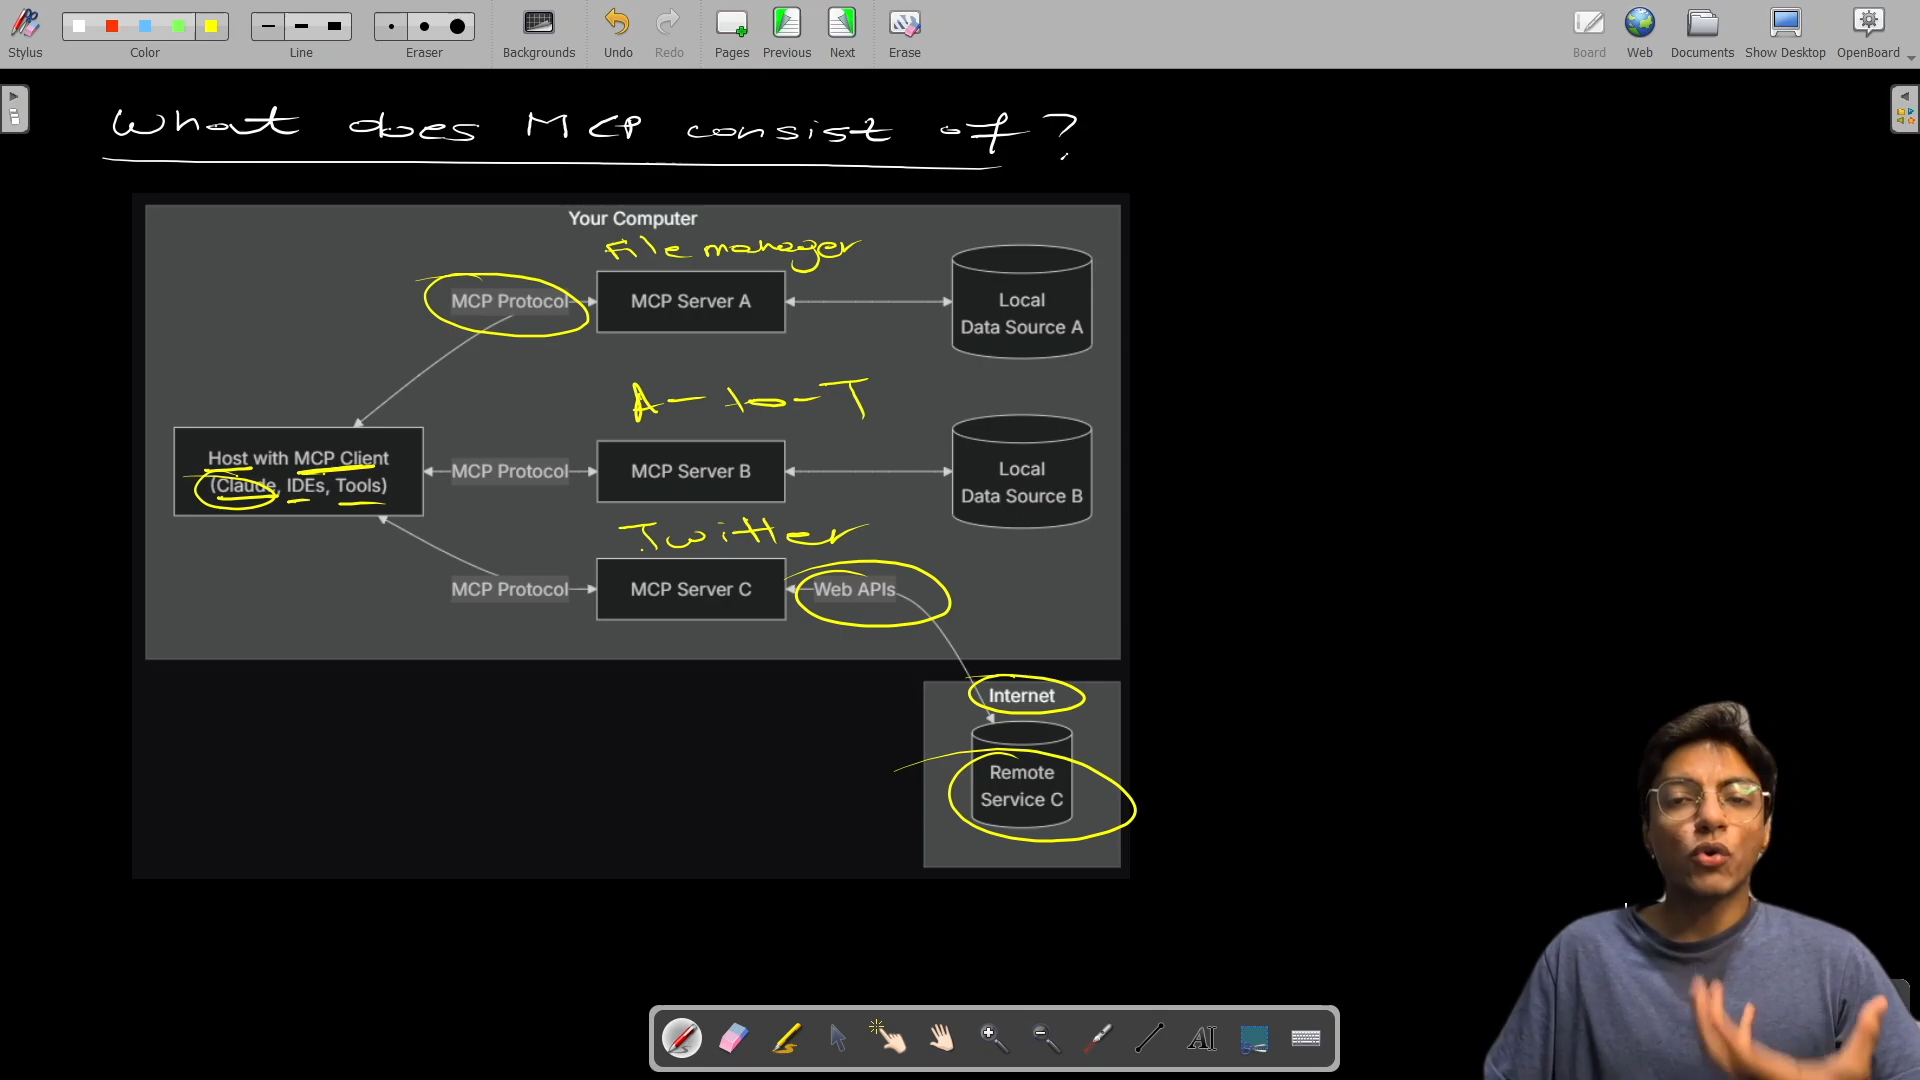 Stylus
Color
Line
Eraser
Backgrounds
Undo
Redo
Pages
Previous
Next
Erase
Board
Web
Documents
Show Desktop
OpenBoard
What does MCP consist of?
Your Computer
File manager
MCP Protocol
MCP Server A
Local
Data Source A
A-to-T
Host with MCP Client
(Claude, IDEs, Tools)
MCP Protocol
MCP Server B
Local
Data Source B
Twitter
MCP Protocol
MCP Server C
Web APIs
Internet
Remote
Service C
AI